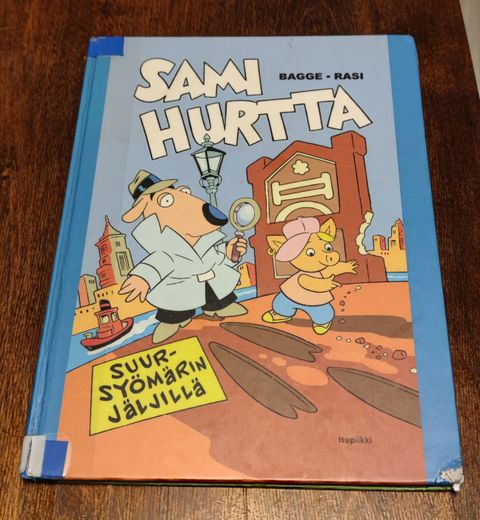 SAMI
BAGGE - RASI
HURTTA
SUUR-
SYÖMÄRIN
JÄLJILLÄ
Itupiikki